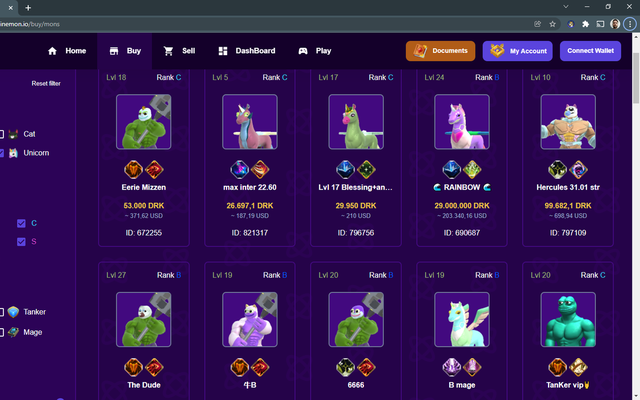 inemon.io/buy/mons
Home Buy Sell DashBoard Play Documents My Account Connect Wallet
Reset filter
Cat
Unicorn
C
S
Tanker
Mage
Lvl 18 Rank C
Eerie Mizzen
53.000 DRK
~ 371,62 USD
ID: 672255
Lvl 5 Rank C
max inter 22.60
26.697,1 DRK
~ 187,19 USD
ID: 821317
Lvl 17 Rank C
Lvl 17 Blessing+an...
29.950 DRK
~ 210 USD
ID: 796756
Lvl 24 Rank B
🌊 RAINBOW 🌊
29.000.000 DRK
~ 203.340,16 USD
ID: 690687
Lvl 10 Rank C
Hercules 31.01 str
99.682,1 DRK
~ 698,94 USD
ID: 797109
Lvl 27 Rank B
The Dude
Lvl 19 Rank B
牛B
Lvl 20 Rank B
6666
Lvl 19 Rank B
B mage
Lvl 20 Rank C
TanKer vip🤘